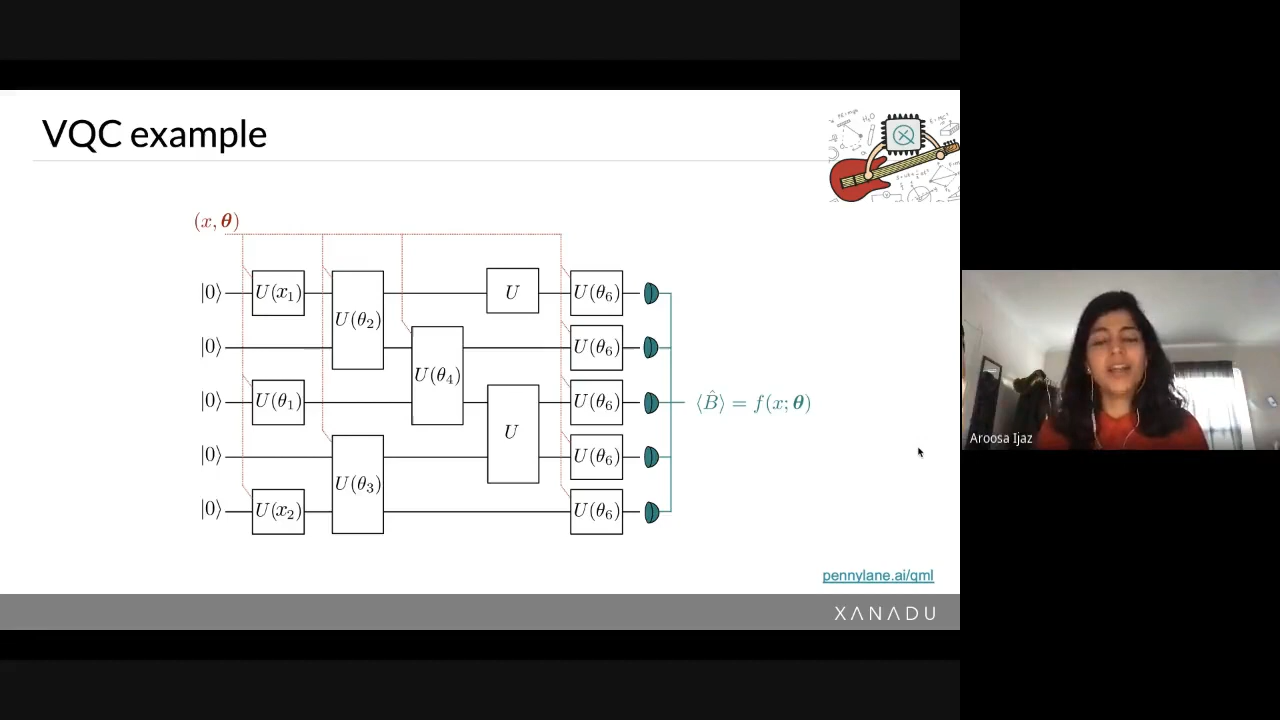 VQC example
(x, θ)
|0⟩ U(x₁) U(θ₂) U U(θ₆)
|0⟩ U(θ₄) U(θ₆)
|0⟩ U(θ₁) U U(θ₆) ⟨B̂⟩ = f(x; θ)
|0⟩ U(θ₃) U(θ₆)
|0⟩ U(x₂) U(θ₆)
Aroosa Ijaz
pennylane.ai/qml
XANADU